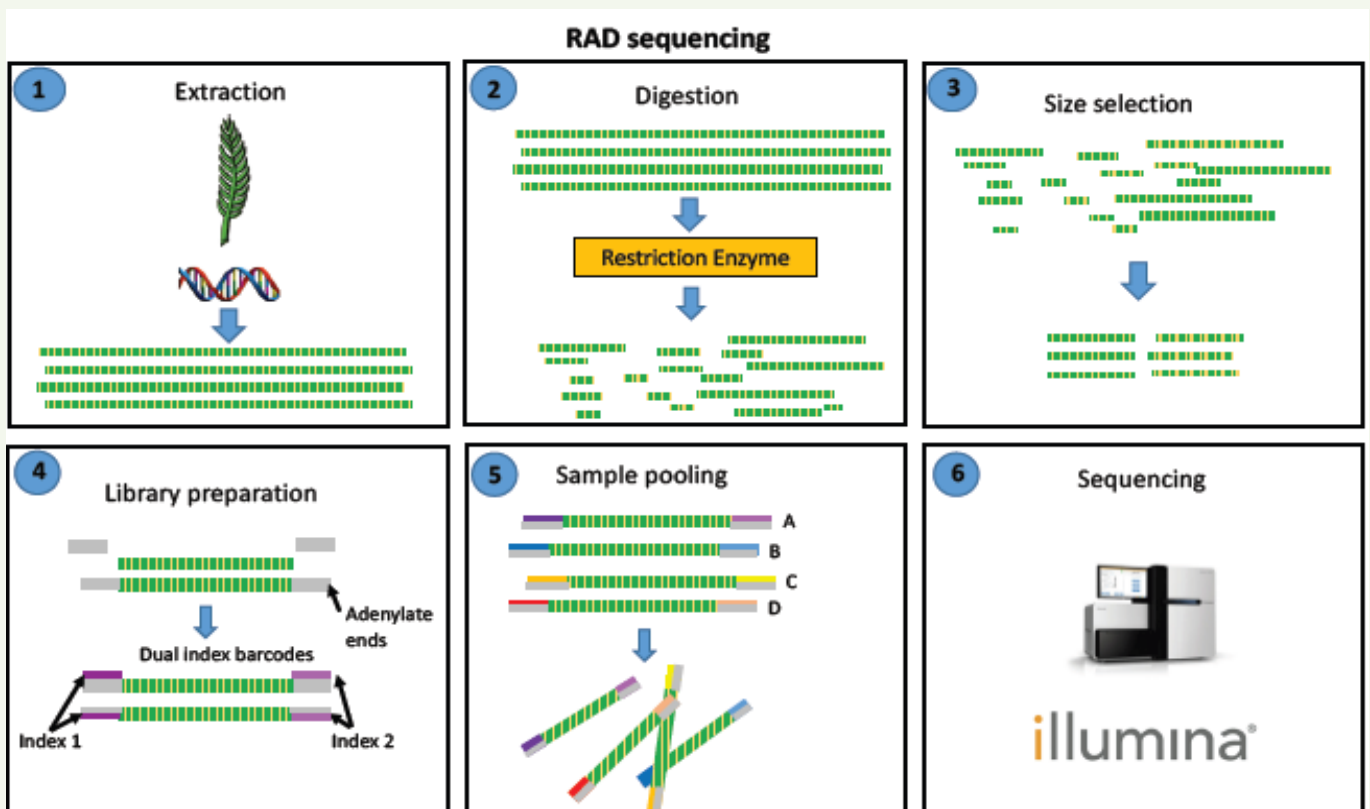 RAD sequencing
1
Extraction
2
Digestion
Restriction Enzyme
3
Size selection
4
Library preparation
Adenylate
ends
Dual index barcodes
Index 1
Index 2
5
Sample pooling
A
B
C
D
6
Sequencing
illumina®